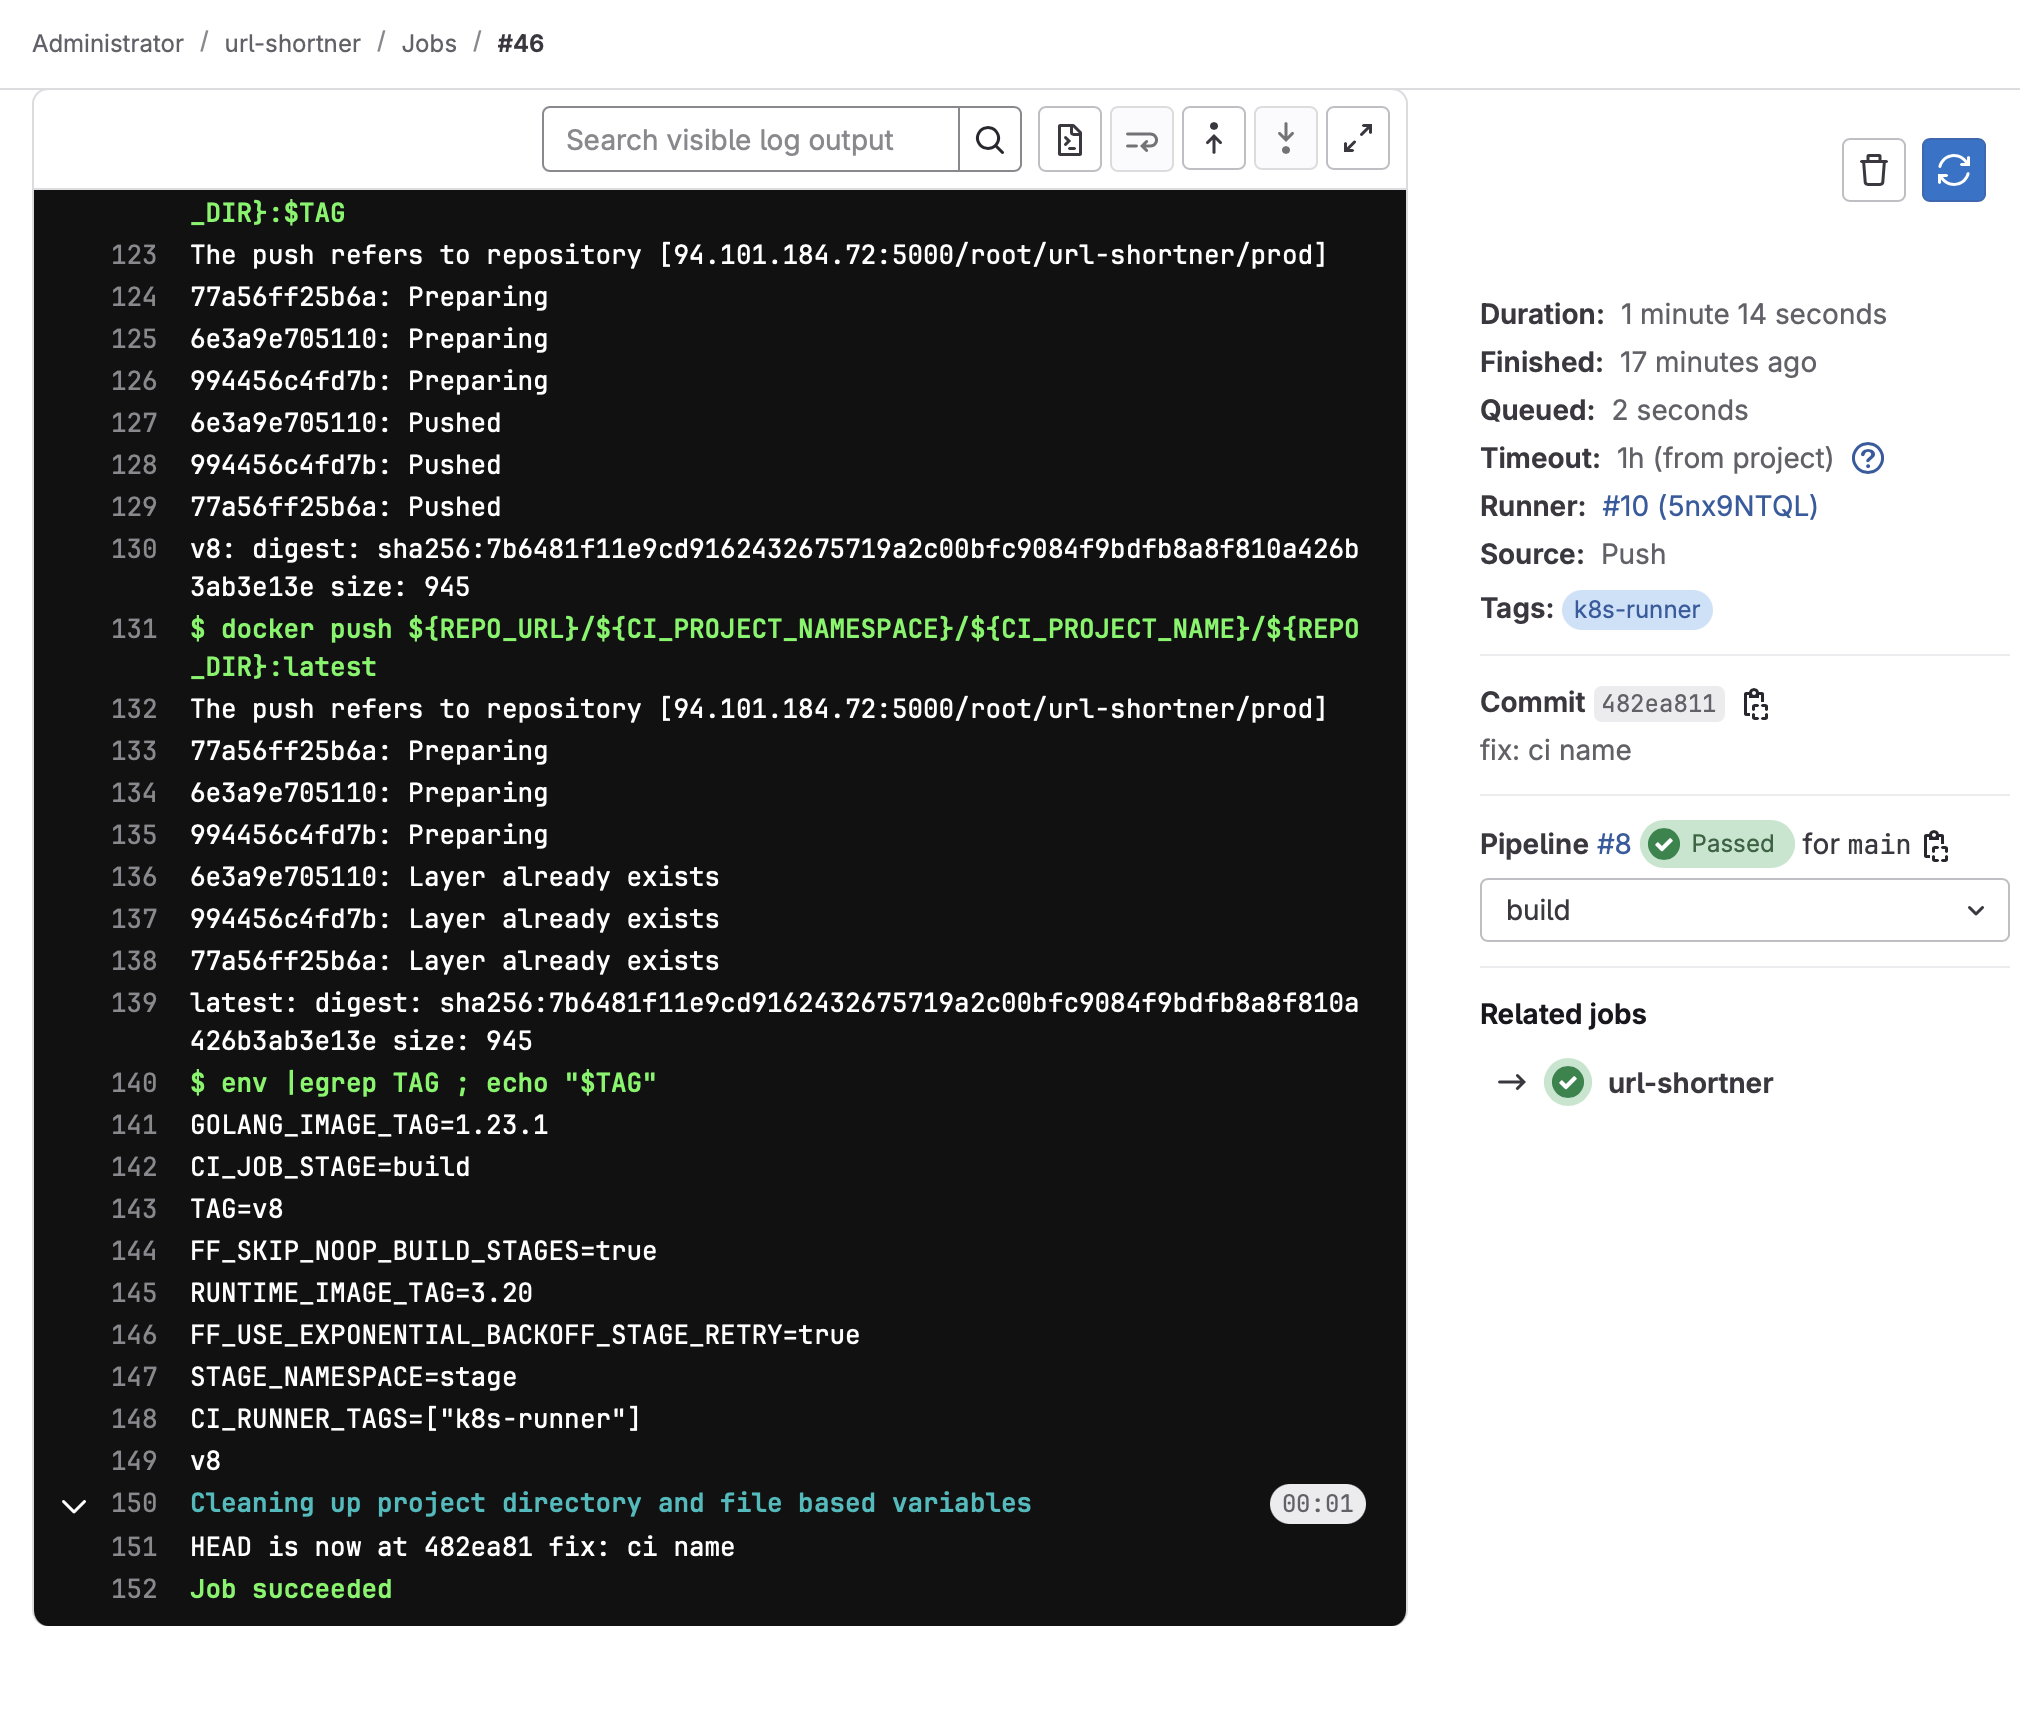 Administrator / url-shortner / Jobs / #46
Search visible log output
_DIR}:$TAG
123 The push refers to repository [94.101.184.72:5000/root/url-shortner/prod]
124 77a56ff25b6a: Preparing
125 6e3a9e705110: Preparing
126 994456c4fd7b: Preparing
127 6e3a9e705110: Pushed
128 994456c4fd7b: Pushed
129 77a56ff25b6a: Pushed
130 v8: digest: sha256:7b6481f11e9cd9162432675719a2c00bfc9084f9bdfb8a8f810a426b
3ab3e13e size: 945
131 $ docker push ${REPO_URL}/${CI_PROJECT_NAMESPACE}/${CI_PROJECT_NAME}/${REPO
_DIR}:latest
132 The push refers to repository [94.101.184.72:5000/root/url-shortner/prod]
133 77a56ff25b6a: Preparing
134 6e3a9e705110: Preparing
135 994456c4fd7b: Preparing
136 6e3a9e705110: Layer already exists
137 994456c4fd7b: Layer already exists
138 77a56ff25b6a: Layer already exists
139 latest: digest: sha256:7b6481f11e9cd9162432675719a2c00bfc9084f9bdfb8a8f810a
426b3ab3e13e size: 945
140 $ env |egrep TAG ; echo "$TAG"
141 GOLANG_IMAGE_TAG=1.23.1
142 CI_JOB_STAGE=build
143 TAG=v8
144 FF_SKIP_NOOP_BUILD_STAGES=true
145 RUNTIME_IMAGE_TAG=3.20
146 FF_USE_EXPONENTIAL_BACKOFF_STAGE_RETRY=true
147 STAGE_NAMESPACE=stage
148 CI_RUNNER_TAGS=["k8s-runner"]
149 v8
150 Cleaning up project directory and file based variables 00:01
151 HEAD is now at 482ea81 fix: ci name
152 Job succeeded
Duration: 1 minute 14 seconds
Finished: 17 minutes ago
Queued: 2 seconds
Timeout: 1h (from project)
Runner: #10 (5nx9NTQL)
Source: Push
Tags: k8s-runner
Commit 482ea811
fix: ci name
Pipeline #8 Passed for main
build
Related jobs
→ url-shortner